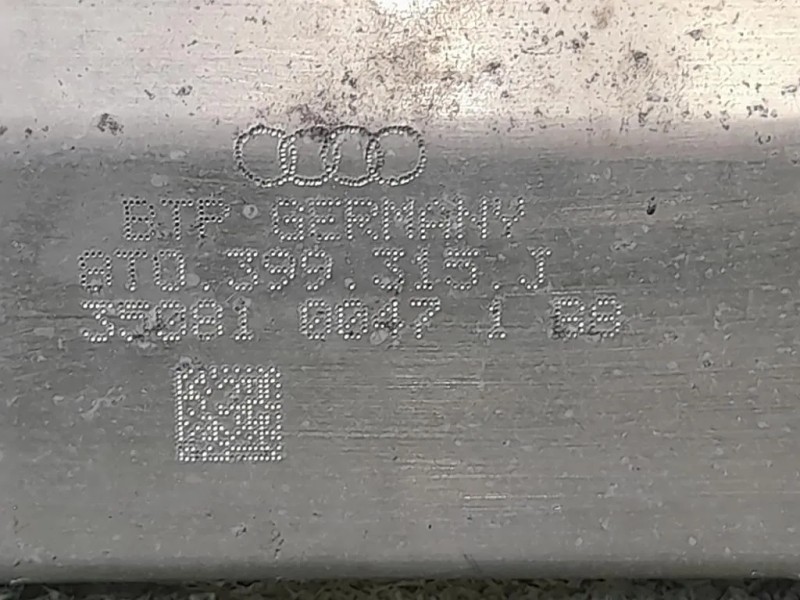 BTP GERMANY
8T0.399.315.J
35081 0047 1 B8